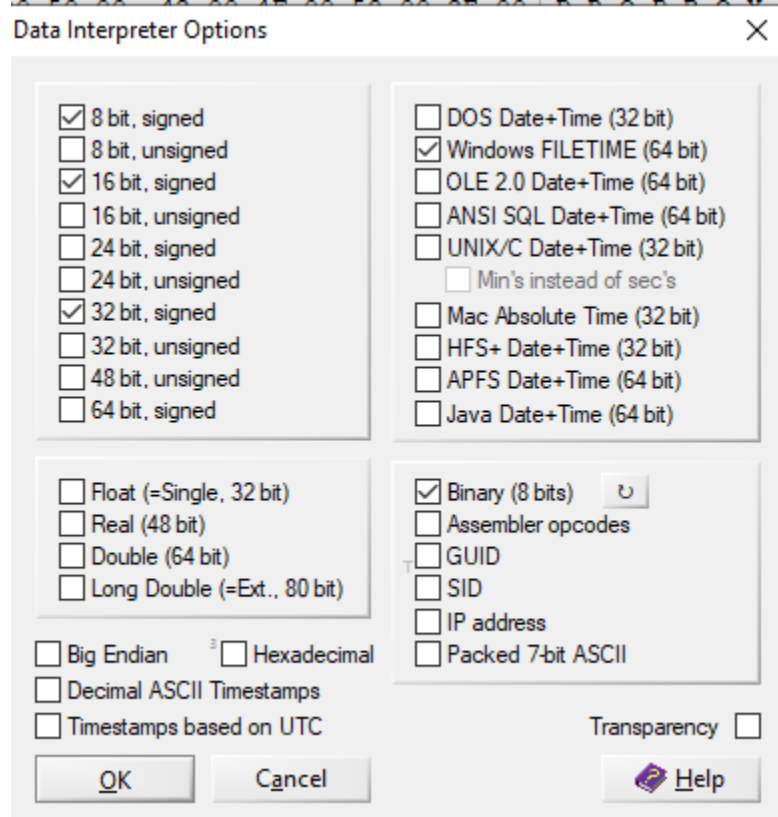 Data Interpreter Options
8 bit, signed
8 bit, unsigned
16 bit, signed
16 bit, unsigned
24 bit, signed
24 bit, unsigned
32 bit, signed
32 bit, unsigned
48 bit, unsigned
64 bit, signed
DOS Date+Time (32 bit)
Windows FILETIME (64 bit)
OLE 2.0 Date+Time (64 bit)
ANSI SQL Date+Time (64 bit)
UNIX/C Date+Time (32 bit)
Min's instead of sec's
Mac Absolute Time (32 bit)
HFS+ Date+Time (32 bit)
APFS Date+Time (64 bit)
Java Date+Time (64 bit)
Float (=Single, 32 bit)
Real (48 bit)
Double (64 bit)
Long Double (=Ext., 80 bit)
Binary (8 bits)
Assembler opcodes
T
GUID
SID
IP address
Packed 7-bit ASCII
Big Endian
3
Hexadecimal
Decimal ASCII Timestamps
Timestamps based on UTC
Transparency
OK
Cancel
Help